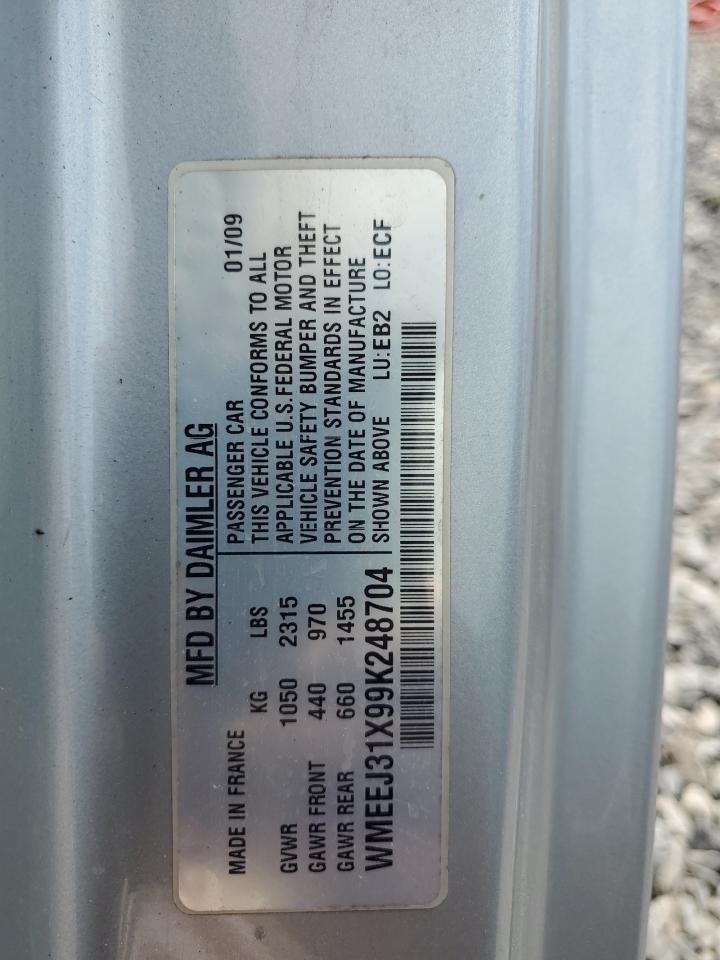 MFD BY DAIMLER AG
MADE IN FRANCE
KG LBS
GVWR 1050 2315
GAWR FRONT 440 970
GAWR REAR 660 1455
PASSENGER CAR 01/09
THIS VEHICLE CONFORMS TO ALL
APPLICABLE U.S.FEDERAL MOTOR
VEHICLE SAFETY BUMPER AND THEFT
PREVENTION STANDARDS IN EFFECT
ON THE DATE OF MANUFACTURE
SHOWN ABOVE LU:EB2 LO:ECF
WMEEJ31X99K248704